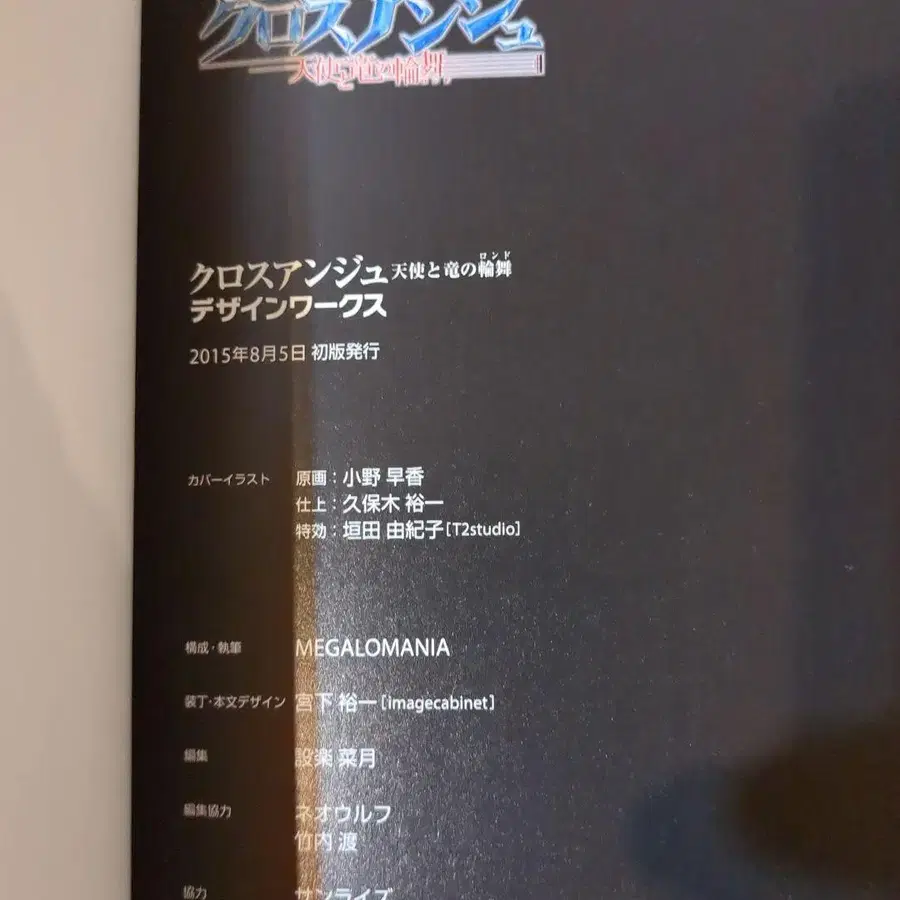 クロスアンジュ
天使と竜の輪舞
クロスアンジュ 天使と竜の輪舞
ロンド
デザインワークス
2015年8月5日 初版発行
カバーイラスト 原画:小野 早香
仕上:久保木 裕一
特効:垣田 由紀子[T2studio]
構成・執筆 MEGALOMANIA
装丁・本文デザイン 宮下 裕一[imagecabinet]
編集 設楽 菜月
編集協力 ネオウルフ
竹内 渡
協力 サンライズ